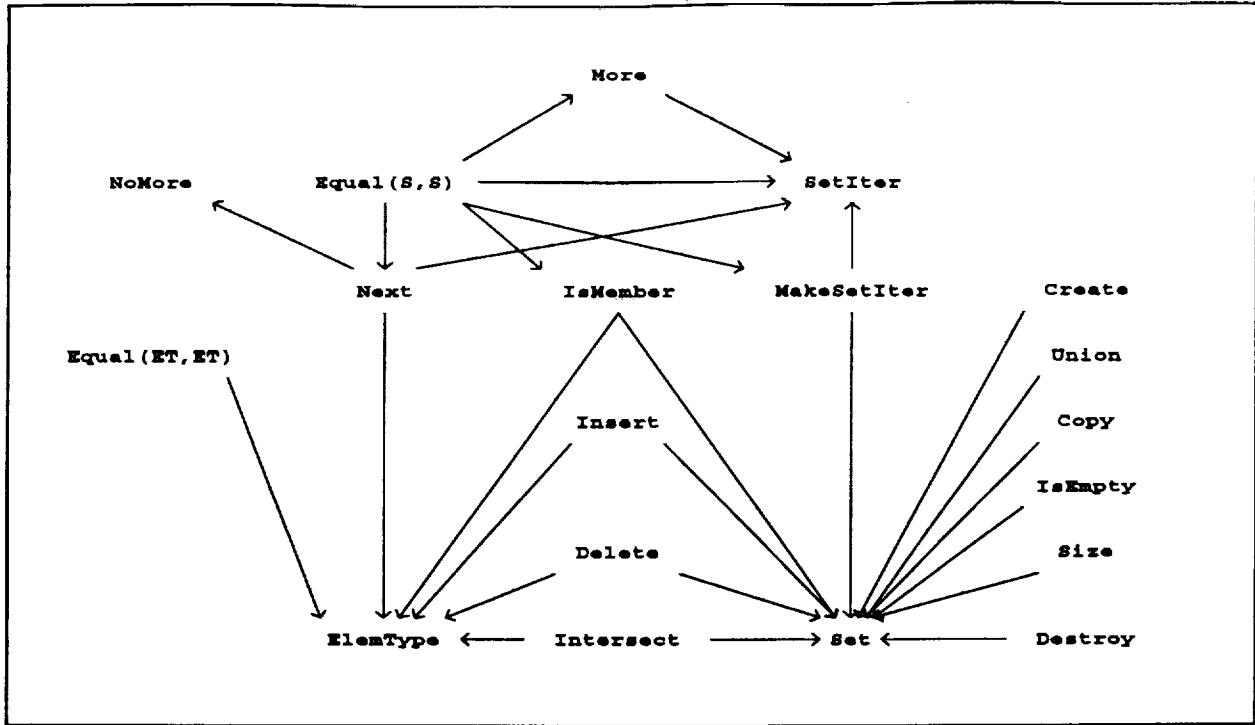 More
NoMore Equal(S,S) SetIter
Next IsMember MakeSetIter Create
Equal(ET,ET) Union
Insert Copy
IsEmpty
Delete Size
ElemType Intersect Set Destroy